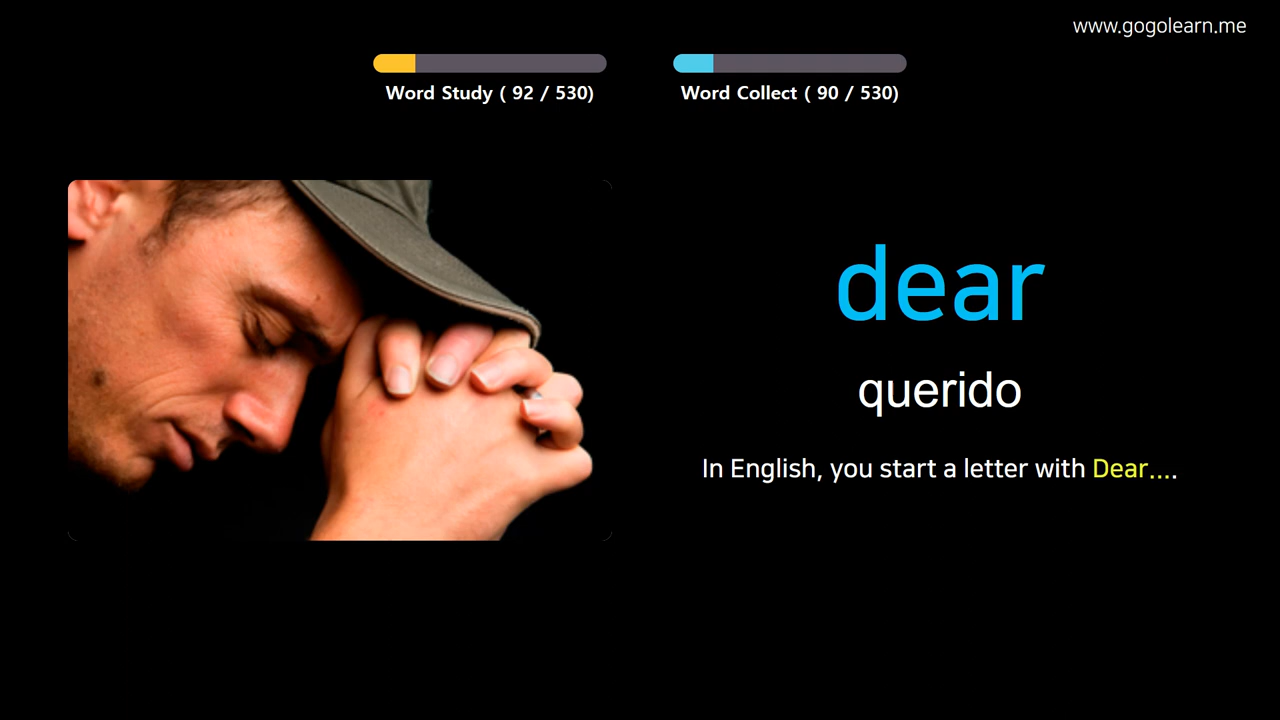 www.gogolearn.me
Word Study ( 92 / 530)
Word Collect ( 90 / 530)
dear
querido
In English, you start a letter with Dear....